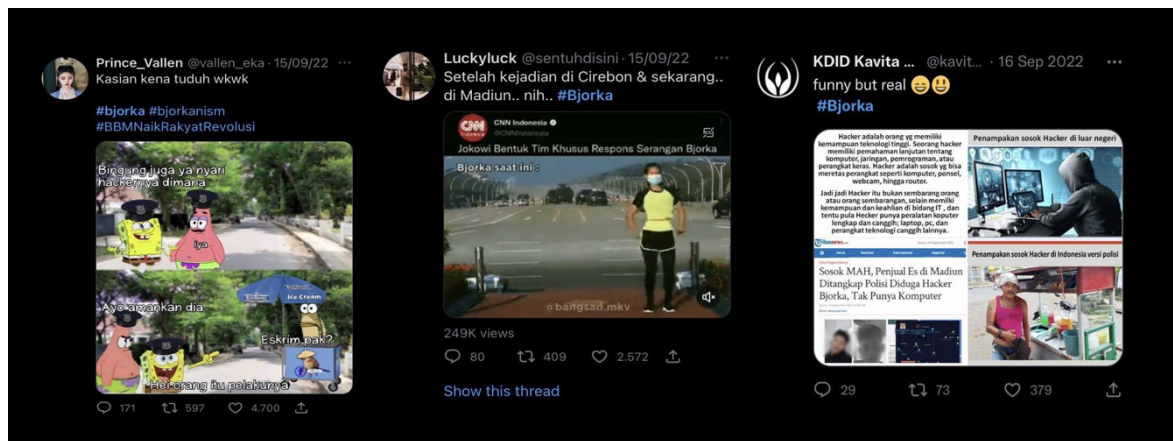 Prince_Vallen @vallen_eka · 15/09/22 ···
Kasian kena tuduh wkwk
#bjorka #bjorkanism
#BBMNaikRakyatRevolusi
Bingung juga ya nyari
hackernya dimana
iya
Ayo amankan dia
Ice Cream
Eskrim pak?
Hei orang itu pelakunya
171 597 4.700
Luckyluck @sentuhdisini · 15/09/22 ···
Setelah kejadian di Cirebon & sekarang..
di Madiun.. nih.. #Bjorka
CNN Indonesia
@CNNIndonesia
Jokowi Bentuk Tim Khusus Respons Serangan Bjorka
Bjorka saat ini :
bangsad.mkv
249K views
80 409 2.572
Show this thread
KDID Kavita ... @kavit... · 16 Sep 2022 ···
funny but real 😄😃
#Bjorka
Hacker adalah orang yg memiliki
kemampuan teknologi tinggi. Seorang hacker
memiliki pemahaman lanjutan tentang
komputer, jaringan, pemrograman, atau
perangkat keras. Hacker adalah sosok yg bisa
meretas perangkat seperti komputer, ponsel,
webcam, hingga router.
Jadi jadi Hacker itu bukan sembarang orang
atau orang sembarangan, selain memilki
kemampuan dan keahlian di bidang IT , dan
tentu pula Hecker punya peralatan koputer
lengkap dan canggih; laptop, pc, dan
perangkat teknologi canggih lainnya.
Sosok MAH, Penjual Es di Madiun
Ditangkap Polisi Diduga Hacker
Bjorka, Tak Punya Komputer
Penampakan sosok Hacker di luar negeri
Penampakan sosok Hacker di Indonesia versi polisi
29 73 379